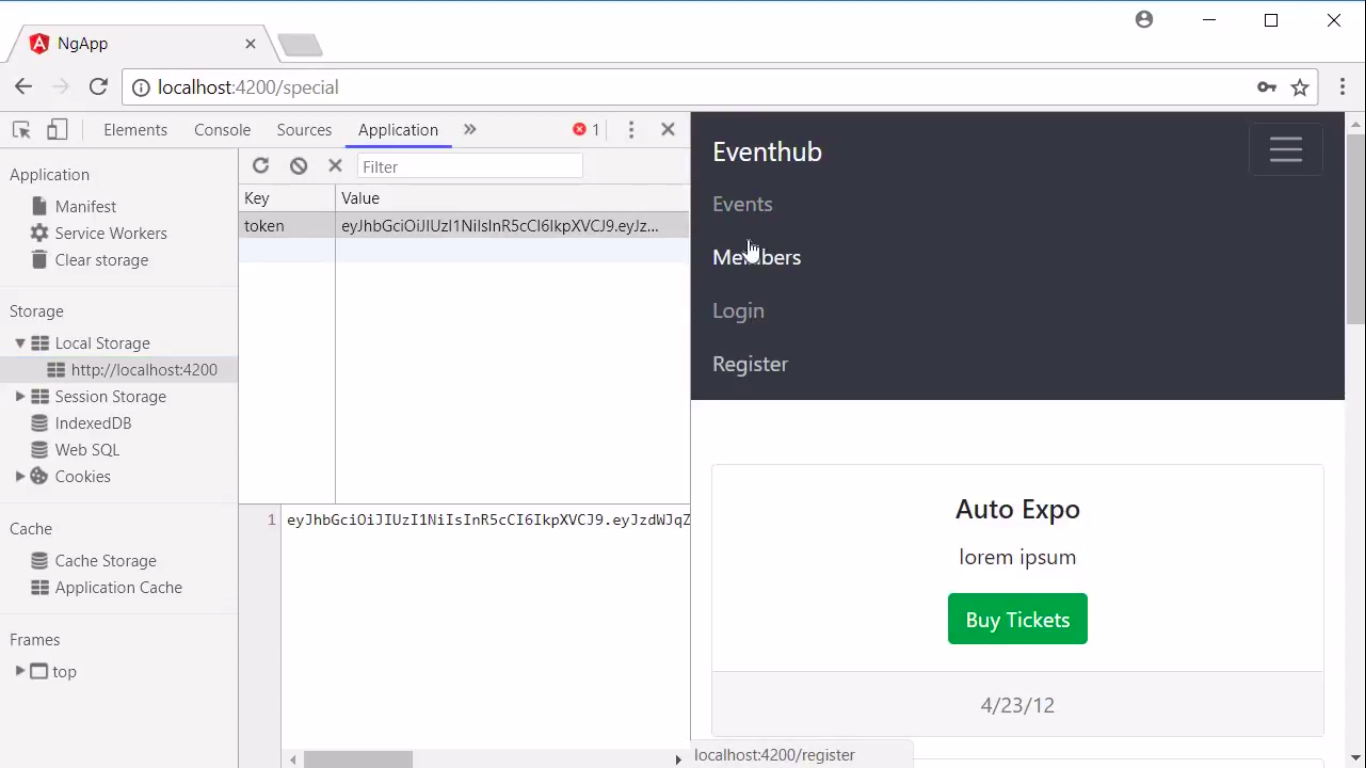 NgApp
localhost:4200/special
Elements Console Sources Application » 1
Application
Manifest
Service Workers
Clear storage
Storage
Local Storage
http://localhost:4200
Session Storage
IndexedDB
Web SQL
Cookies
Cache
Cache Storage
Application Cache
Frames
top
Filter
Key Value
token eyJhbGciOiJIUzI1NiIsInR5cCI6IkpXVCJ9.eyJz...
1 eyJhbGciOiJIUzI1NiIsInR5cCI6IkpXVCJ9.eyJzdWJqZ
Eventhub
Events
Members
Login
Register
Auto Expo
lorem ipsum
Buy Tickets
4/23/12
localhost:4200/register